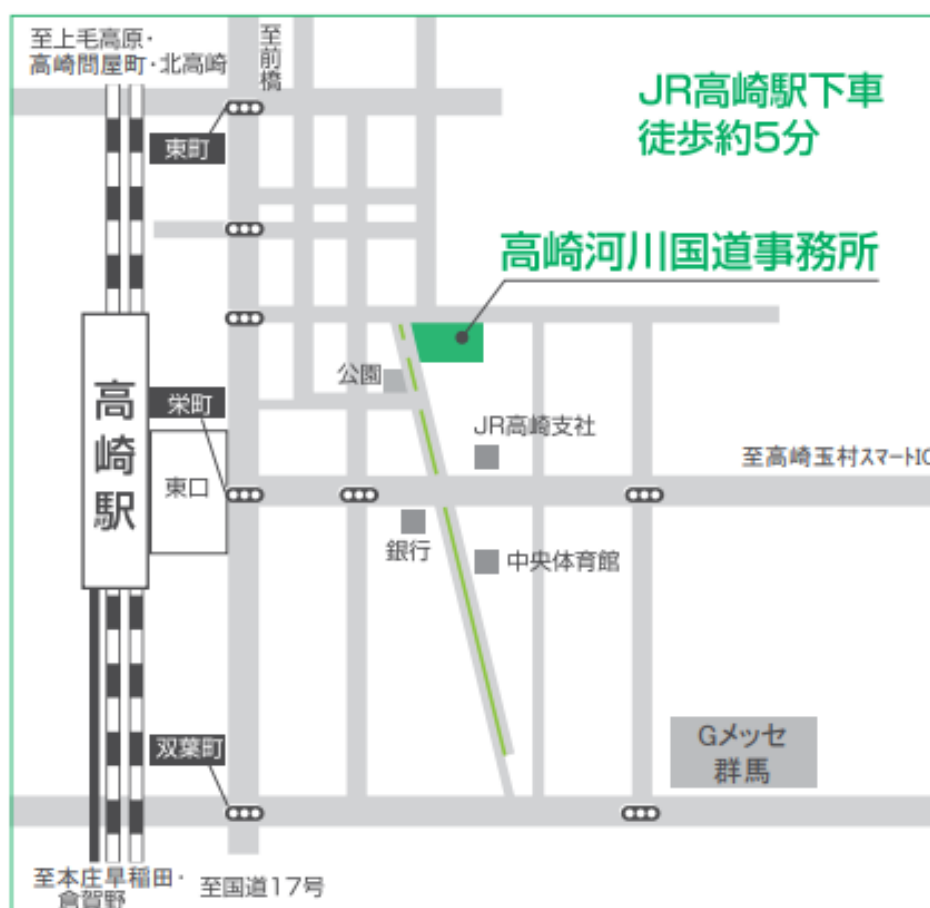 至上毛高原・
高崎問屋町・北高崎
至前橋
JR高崎駅下車
徒歩約5分
東町
高崎河川国道事務所
公園
高崎駅
栄町
JR高崎支社
至高崎玉村スマートIC
東口
銀行
中央体育館
Gメッセ
群馬
双葉町
至本庄早稲田・
倉賀野
至国道17号